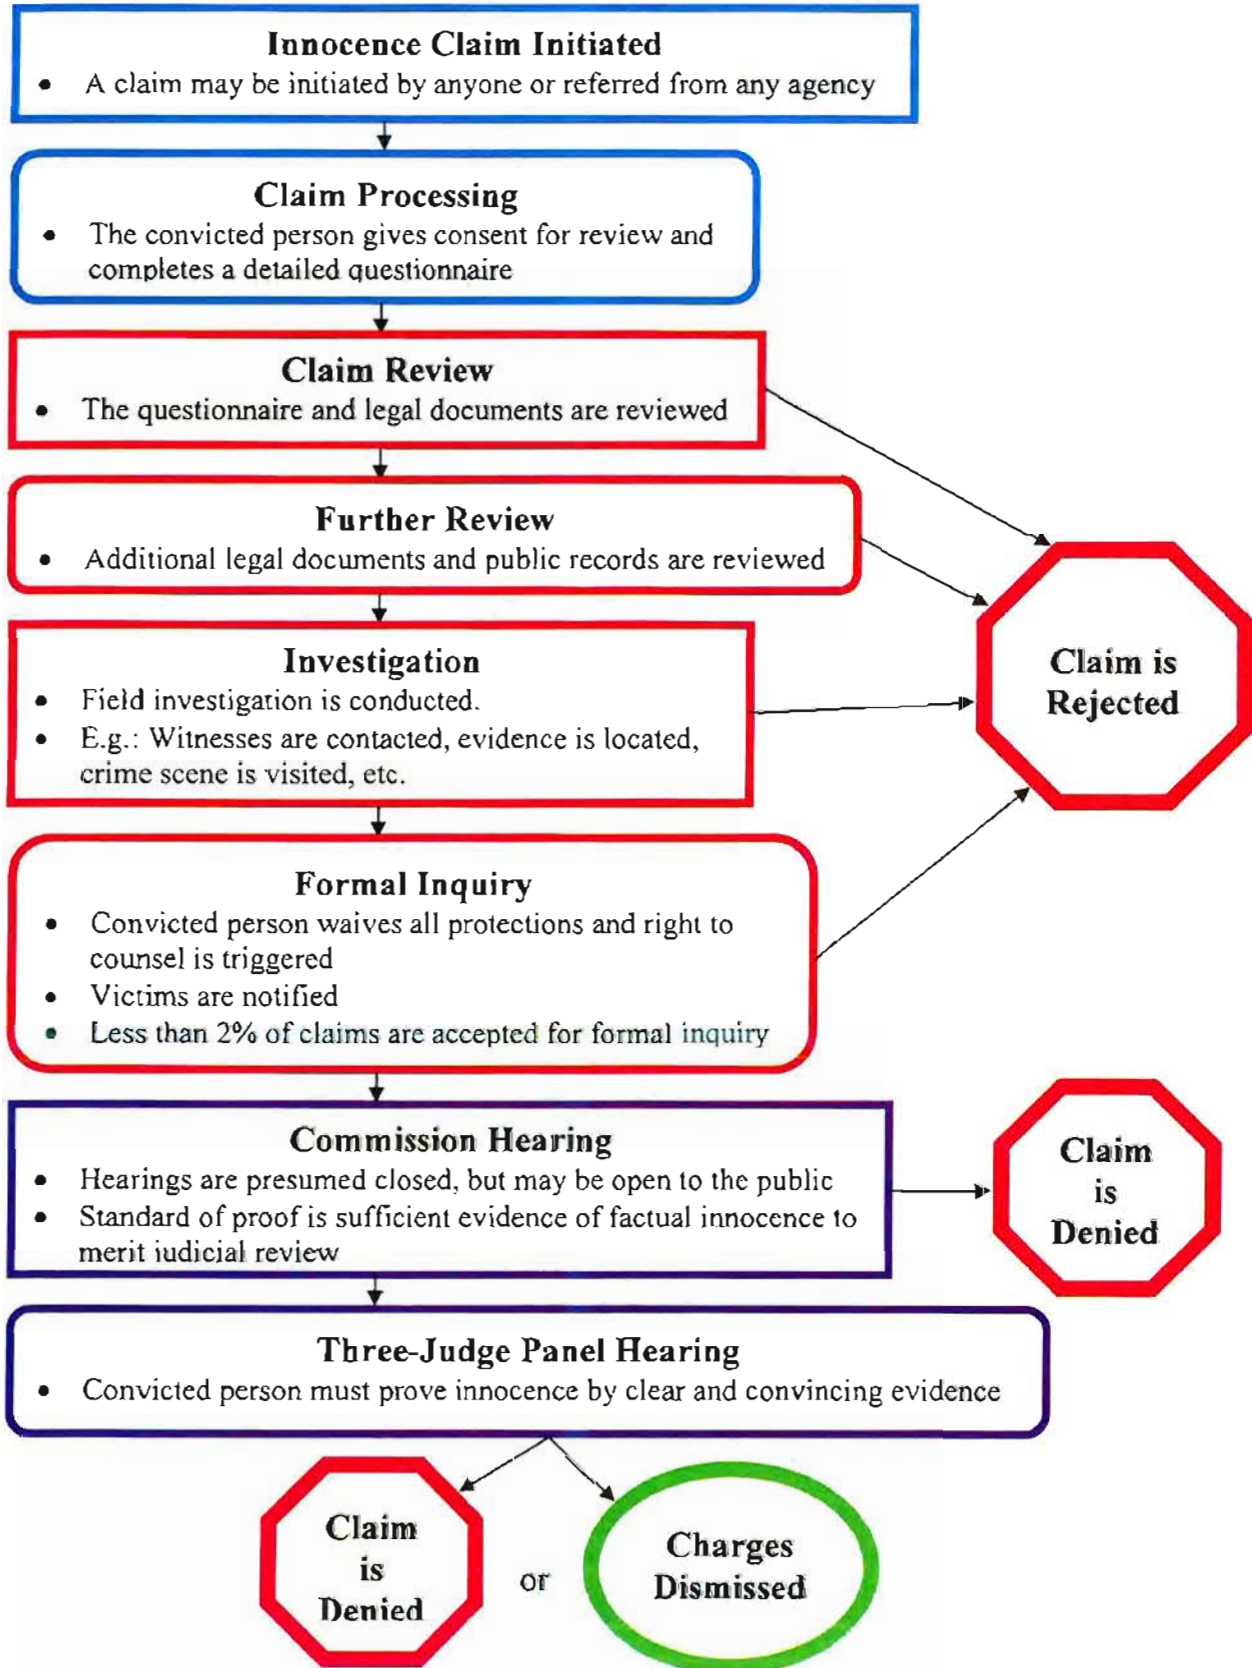 Innocence Claim Initiated
• A claim may be initiated by anyone or referred from any agency
Claim Processing
• The convicted person gives consent for review and
completes a detailed questionnaire
Claim Review
• The questionnaire and legal documents are reviewed
Further Review
• Additional legal documents and public records are reviewed
Investigation
• Field investigation is conducted.
• E.g.: Witnesses are contacted, evidence is located,
crime scene is visited, etc.
Claim is
Rejected
Formal Inquiry
• Convicted person waives all protections and right to
counsel is triggered
• Victims are notified
• Less than 2% of claims are accepted for formal inquiry
Commission Hearing
• Hearings are presumed closed, but may be open to the public
• Standard of proof is sufficient evidence of factual innocence to
merit judicial review
Claim
is
Denied
Three-Judge Panel Hearing
• Convicted person must prove innocence by clear and convincing evidence
Claim
is
Denied
or
Charges
Dismissed